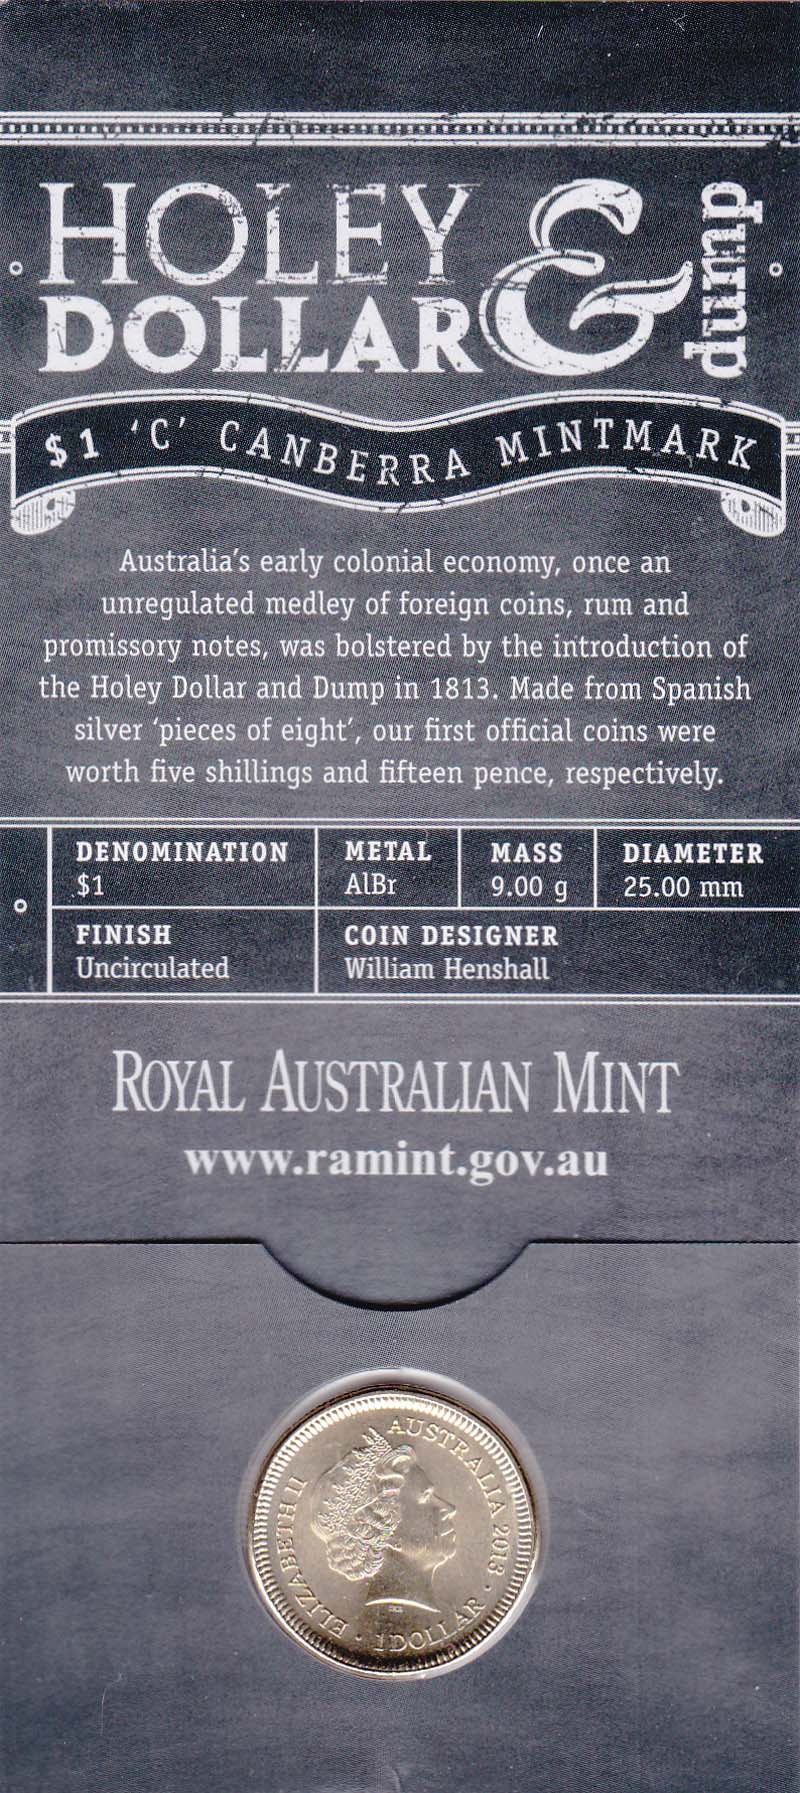 HOLEY
DOLLAR & dump
$1 ‘C’ CANBERRA MINTMARK
Australia’s early colonial economy, once an
unregulated medley of foreign coins, rum and
promissory notes, was bolstered by the introduction of
the Holey Dollar and Dump in 1813. Made from Spanish
silver ‘pieces of eight’, our first official coins were
worth five shillings and fifteen pence, respectively.
DENOMINATION METAL MASS DIAMETER
$1 AlBr 9.00 g 25.00 mm
FINISH COIN DESIGNER
Uncirculated William Henshall
ROYAL AUSTRALIAN MINT
www.ramint.gov.au
ELIZABETH II AUSTRALIA 2013
· 1 DOLLAR ·